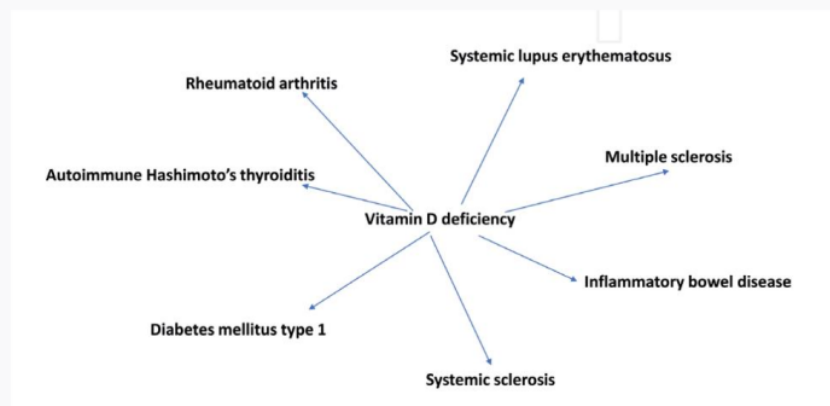 Systemic lupus erythematosus
Rheumatoid arthritis
Multiple sclerosis
Autoimmune Hashimoto's thyroiditis
Vitamin D deficiency
Inflammatory bowel disease
Diabetes mellitus type 1
Systemic sclerosis